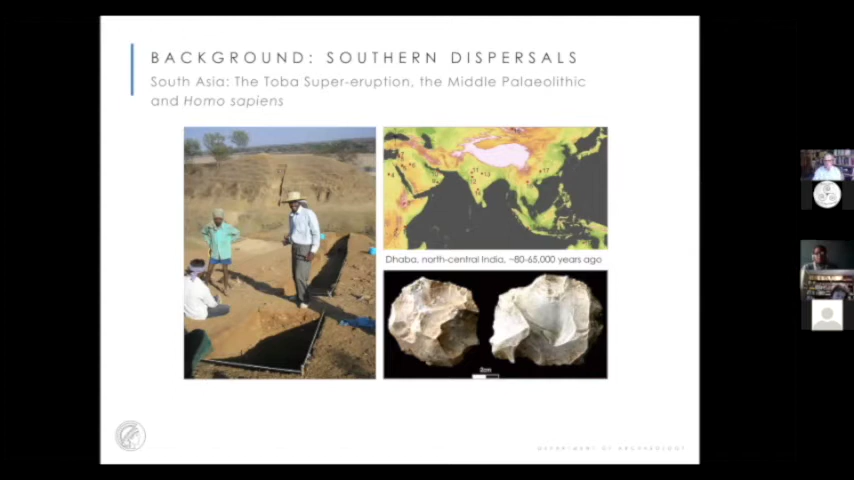 BACKGROUND: SOUTHERN DISPERSALS
South Asia: The Toba Super-eruption, the Middle Palaeolithic
and Homo sapiens
Dhaba, north-central India, ~80-65,000 years ago
DEPARTMENT OF ARCHAEOLOGY